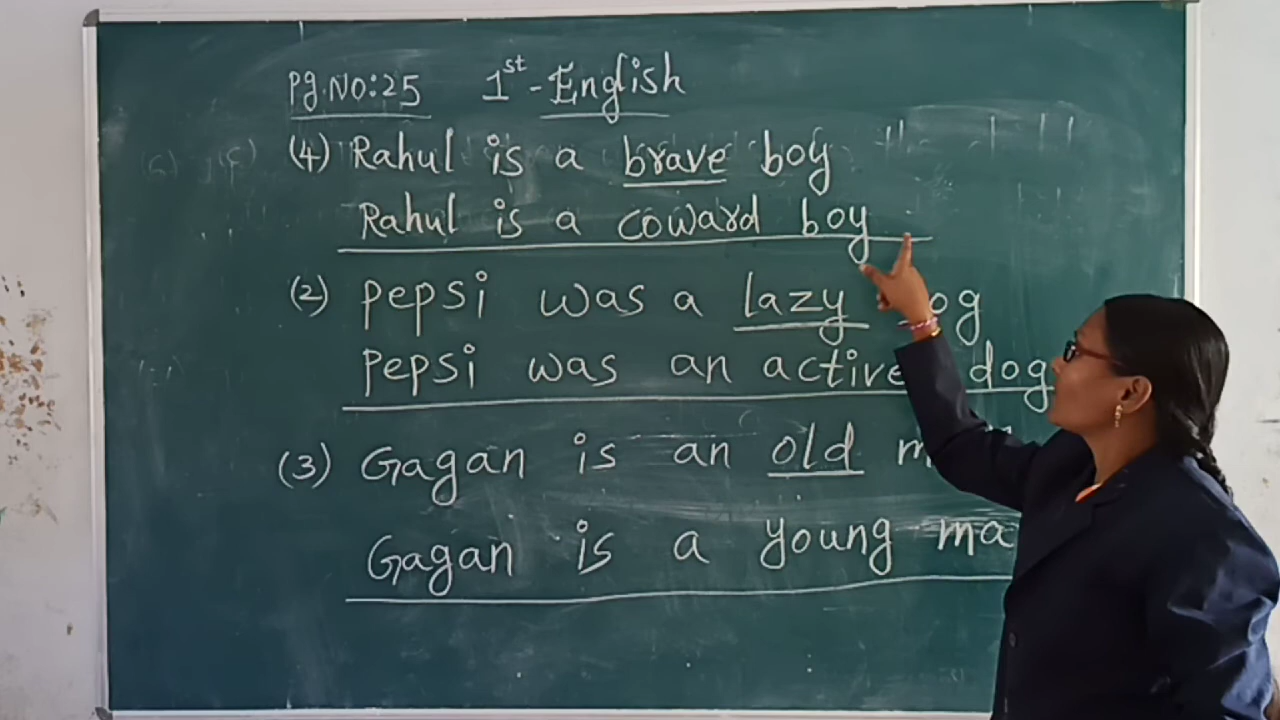 Pg.No:25 1st - English
(4) Rahul is a brave boy
Rahul is a coward boy
(2) Pepsi was a lazy dog
Pepsi was an active dog
(3) Gagan is an old
Gagan is a young ma